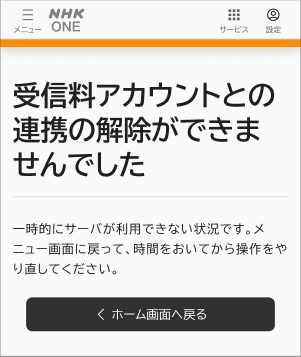 メニュー
NHK
ONE
サービス
設定
受信料アカウントとの
連携の解除ができま
せんでした
一時的にサーバが利用できない状況です。メ
ニュー画面に戻って、時間をおいてから操作をや
り直してください。
ホーム画面へ戻る